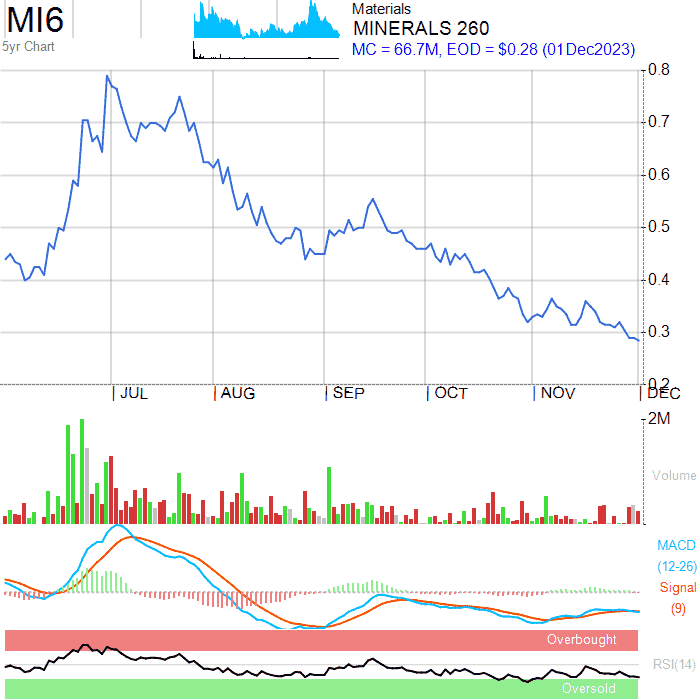 MI6
5yr Chart
Materials
MINERALS 260
MC = 66.7M, EOD = $0.28 (01Dec2023)
0.8
0.7
0.6
0.5
0.4
0.3
0.2
JUL
AUG
SEP
OCT
NOV
DEC
2M
Volume
MACD
(12-26)
Signal
(9)
Overbought
RSI(14)
Oversold